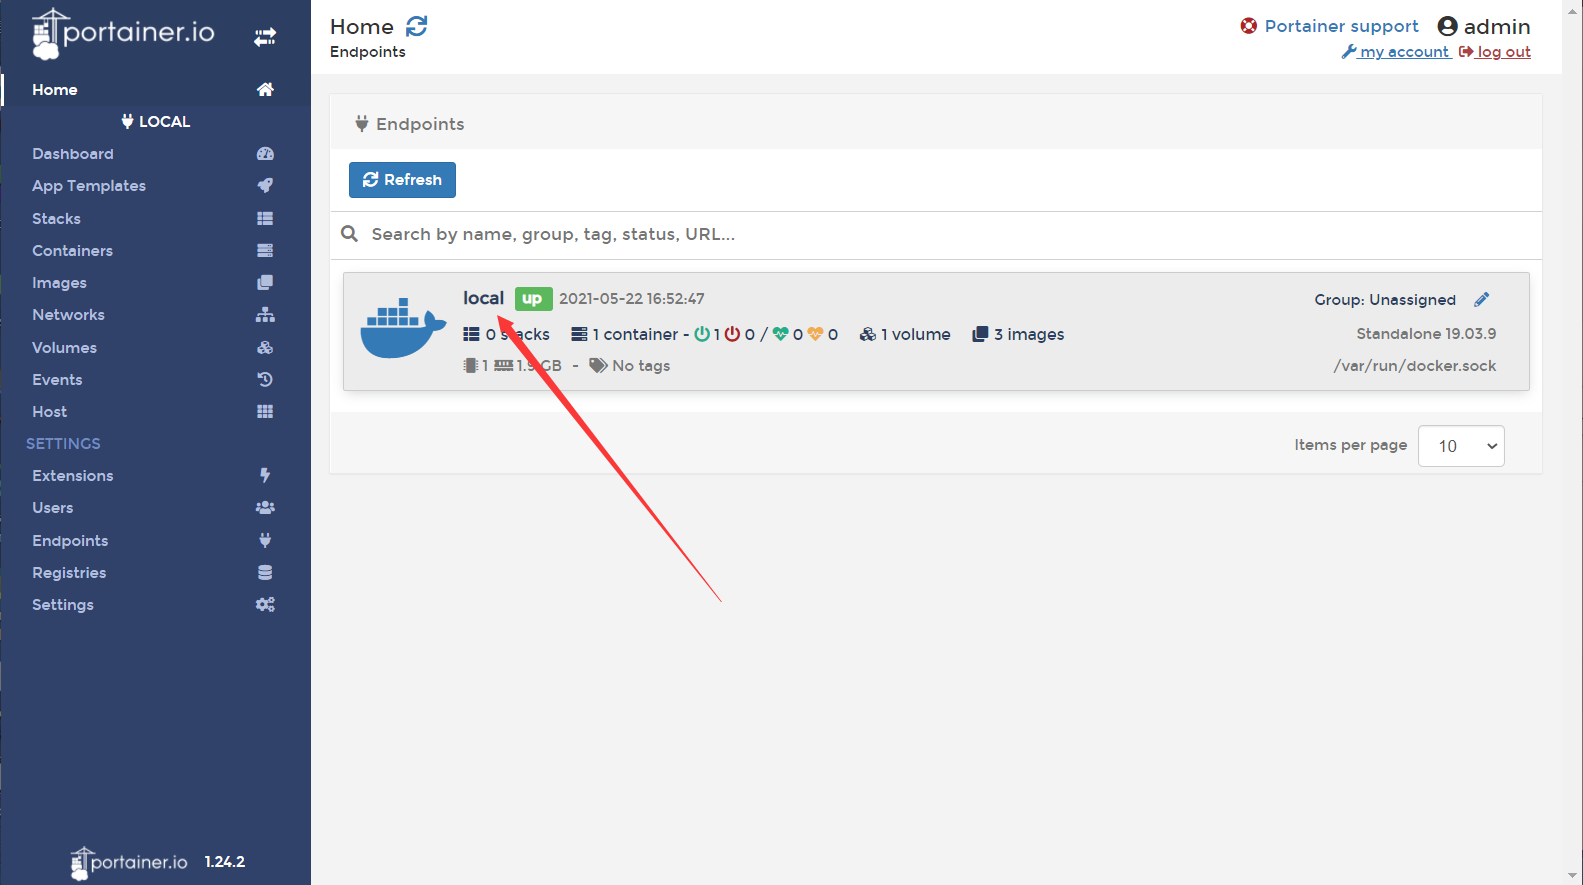 portainer.io
Home
LOCAL
Dashboard
App Templates
Stacks
Containers
Images
Networks
Volumes
Events
Host
SETTINGS
Extensions
Users
Endpoints
Registries
Settings
portainer.io 1.24.2
Home
Endpoints
Portainer support admin
my account log out
Endpoints
Refresh
Search by name, group, tag, status, URL...
local up 2021-05-22 16:52:47
Group: Unassigned
0 stacks 1 container - 1 0 / 0 0 1 volume 3 images
Standalone 19.03.9
1 1.9 GB - No tags
/var/run/docker.sock
Items per page 10